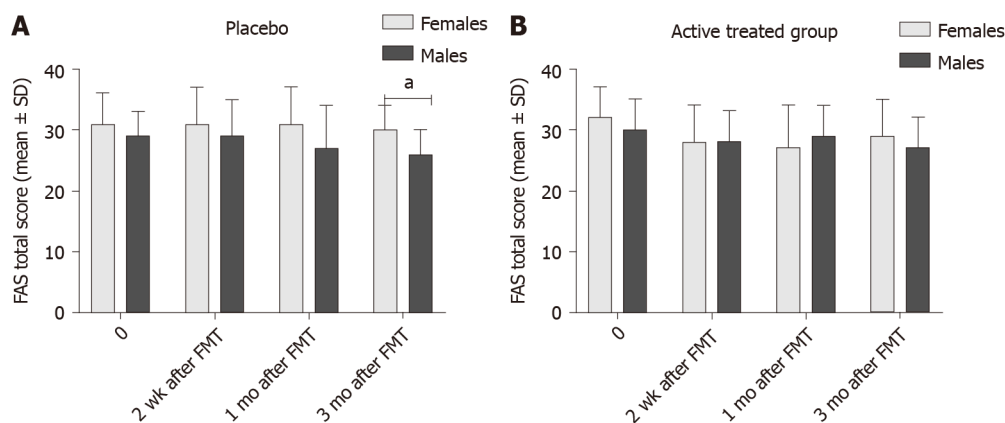 A
Placebo
Females
Males
FAS total score (mean ± SD)
40
30
20
10
0
a
0
2 wk after FMT
1 mo after FMT
3 mo after FMT
B
Active treated group
Females
Males
FAS total score (mean ± SD)
40
30
20
10
0
0
2 wk after FMT
1 mo after FMT
3 mo after FMT